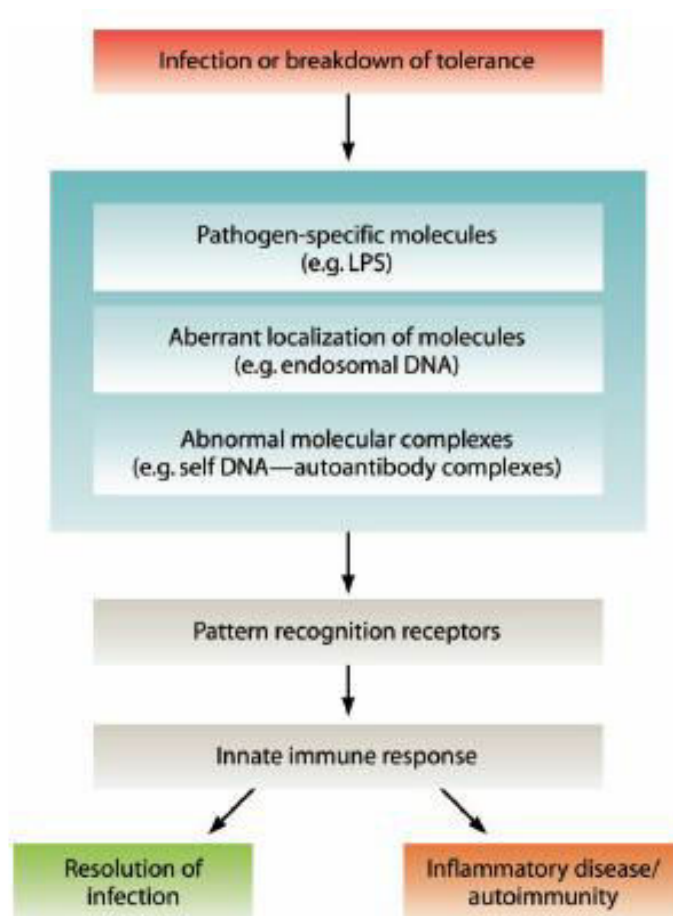 Infection or breakdown of tolerance
Pathogen-specific molecules
(e.g. LPS)
Aberrant localization of molecules
(e.g. endosomal DNA)
Abnormal molecular complexes
(e.g. self DNA—autoantibody complexes)
Pattern recognition receptors
Innate immune response
Resolution of
infection
Inflammatory disease/
autoimmunity